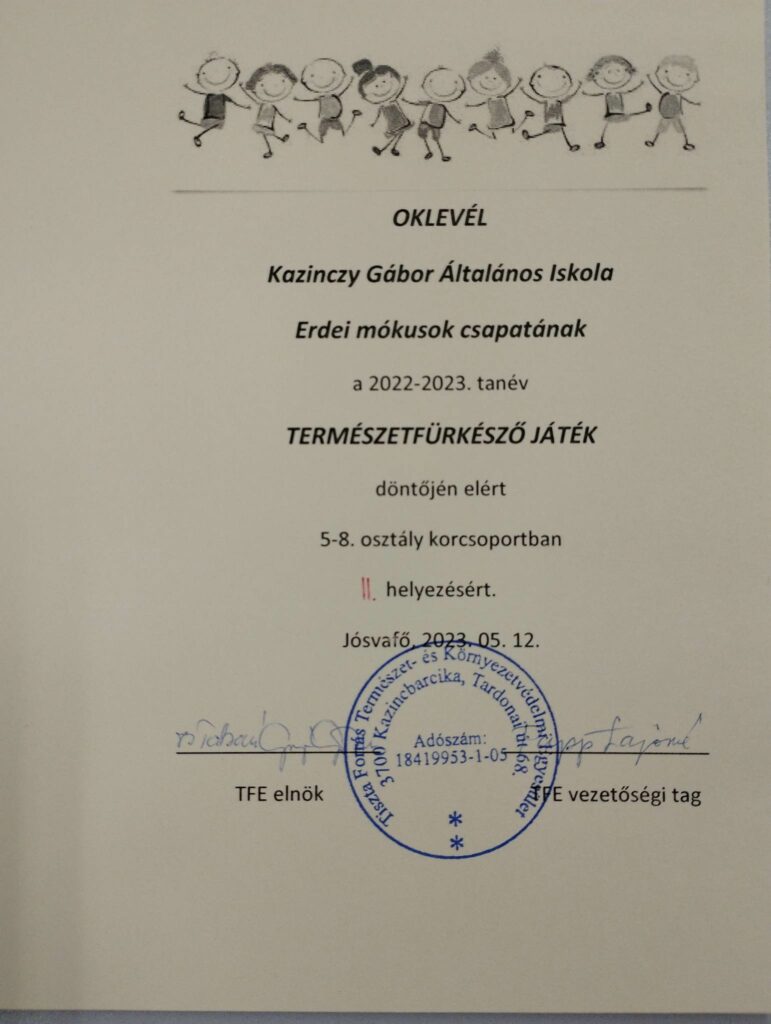 OKLEVÉL
Kazinczy Gábor Általános Iskola
Erdei mókusok csapatának
a 2022-2023. tanév
TERMÉSZETFÜRKÉSZŐ JÁTÉK
döntőjén elért
5-8. osztály korcsoportban
II. helyezésért.
Jósvafő, 2023. 05. 12.
Tiszta Forrás Természet- és Környezetvédelmi Egyesület
3700 Kazincbarcika, Tardonai út 68.
Adószám:
18419953-1-05
Lajosné
TFE elnök
TFE vezetőségi tag